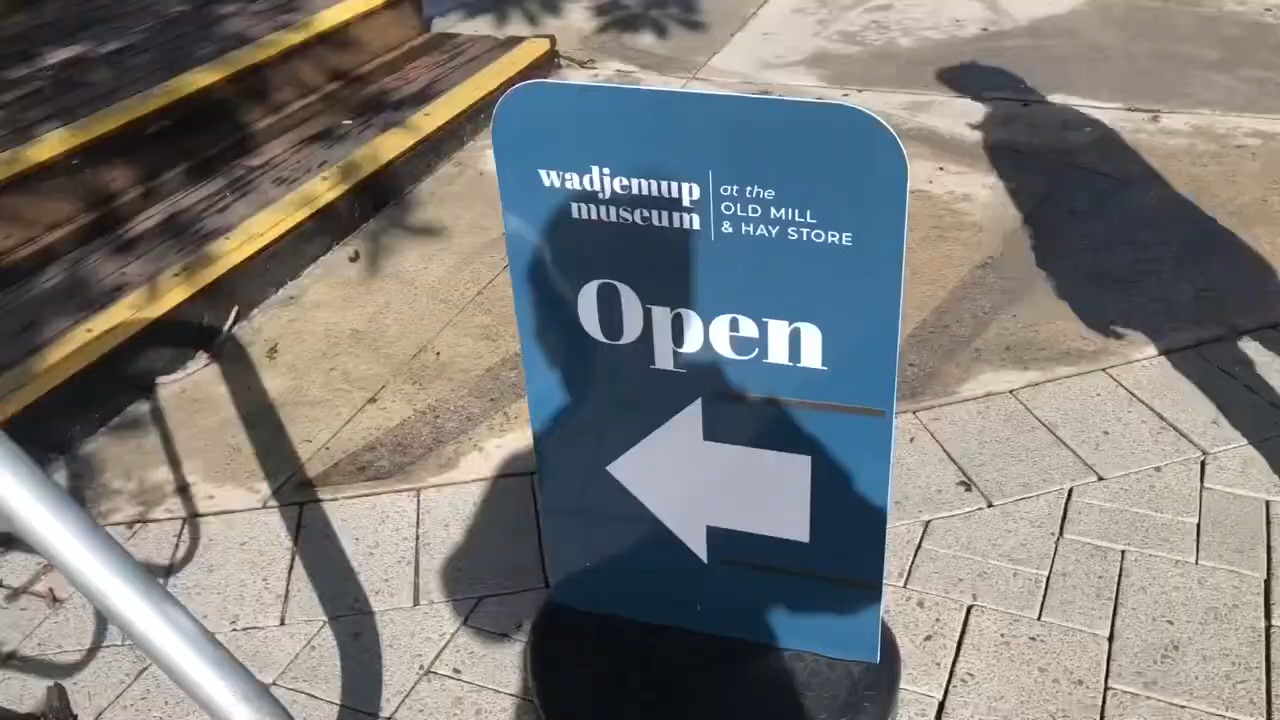 wadjemup
museum
at the
OLD MILL
& HAY STORE
Open